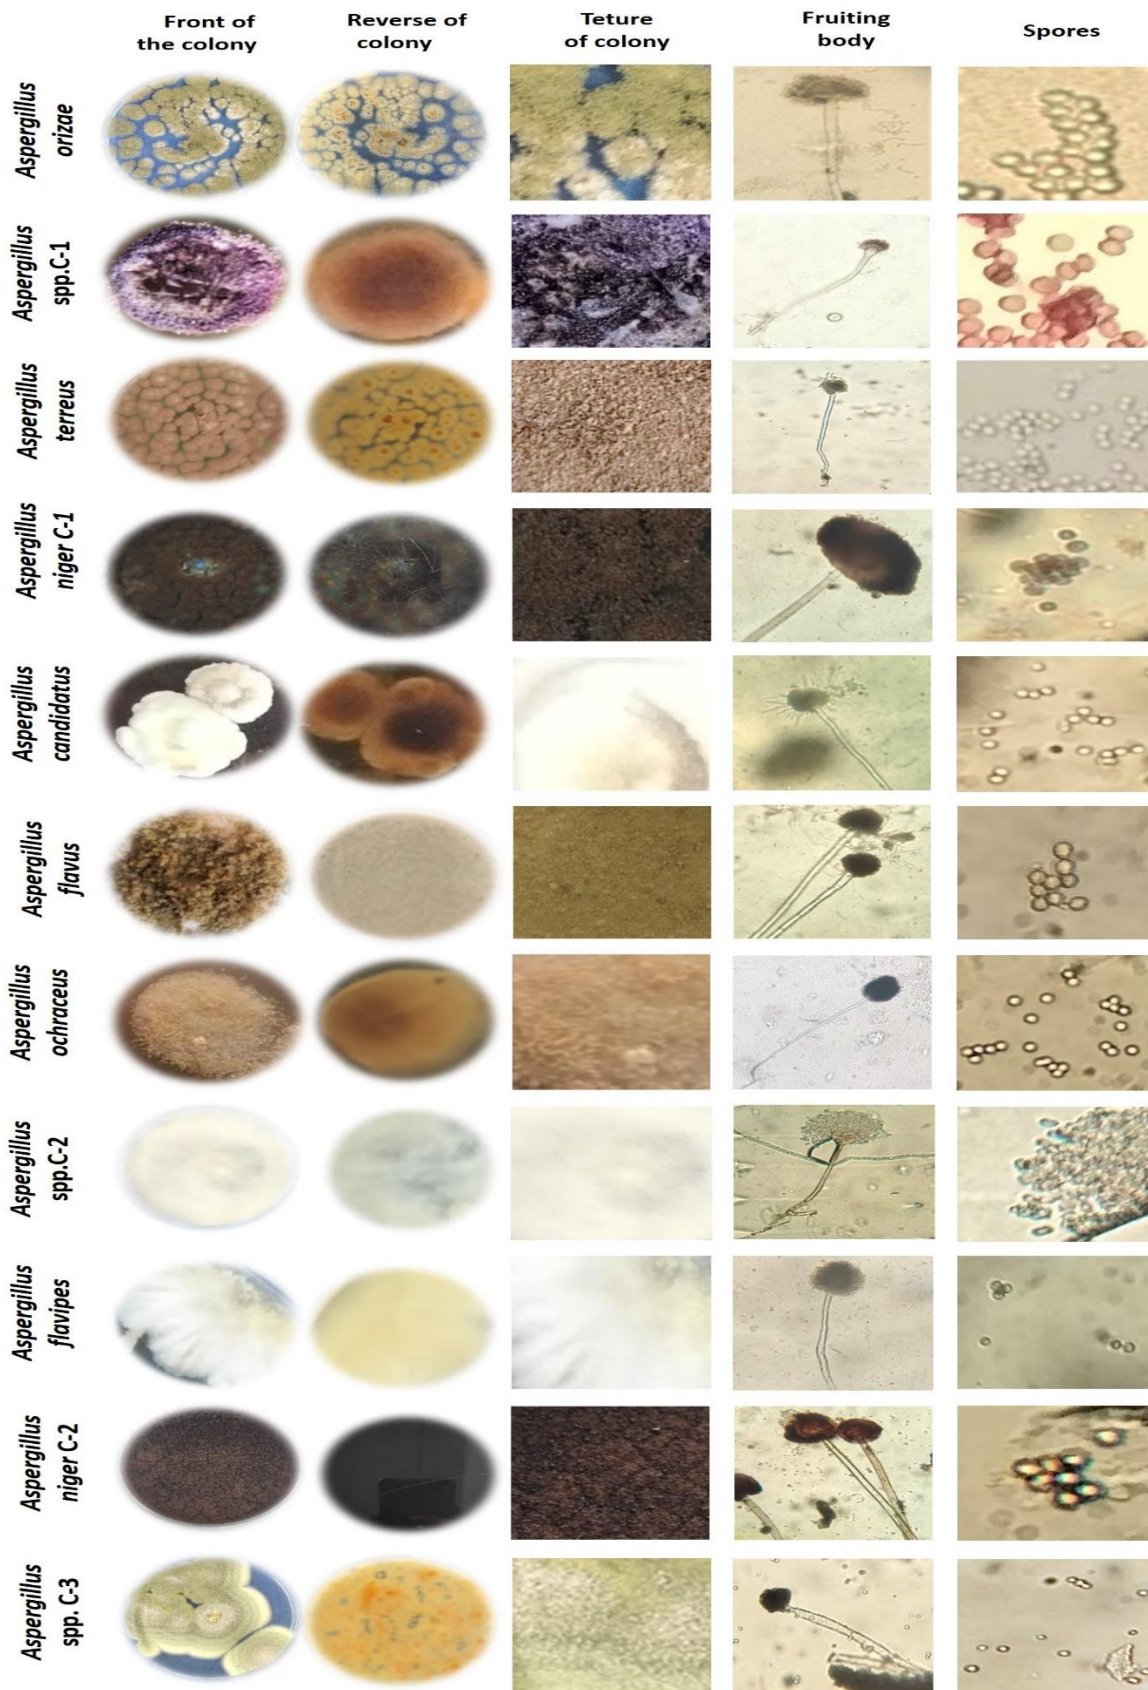 Front of
the colony
Reverse of
colony
Teture
of colony
Fruiting
body
Spores
Aspergillus
orizae
Aspergillus
spp.C-1
Aspergillus
terreus
Aspergillus
niger C-1
Aspergillus
candidatus
Aspergillus
flavus
Aspergillus
ochraceus
Aspergillus
spp.C-2
Aspergillus
flavipes
Aspergillus
niger C-2
Aspergillus
spp. C-3